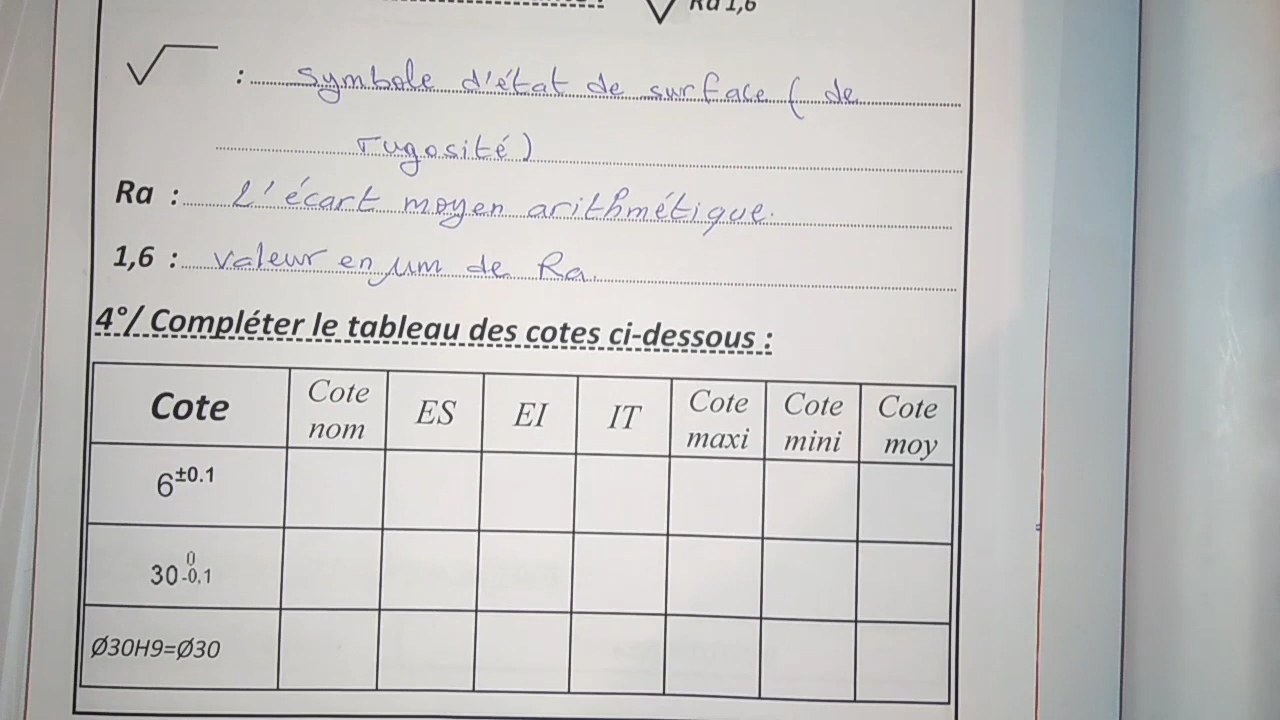 Ra 1,6
: symbole d'état de surface ( de
rugosité)
Ra : L'écart moyen arithmétique.
1,6 : valeur en µm de Ra.
4°/ Compléter le tableau des cotes ci-dessous :
Cote Cote nom ES EI IT Cote maxi Cote mini Cote moy
6±0.1
30 0 -0,1
Ø30H9=Ø30